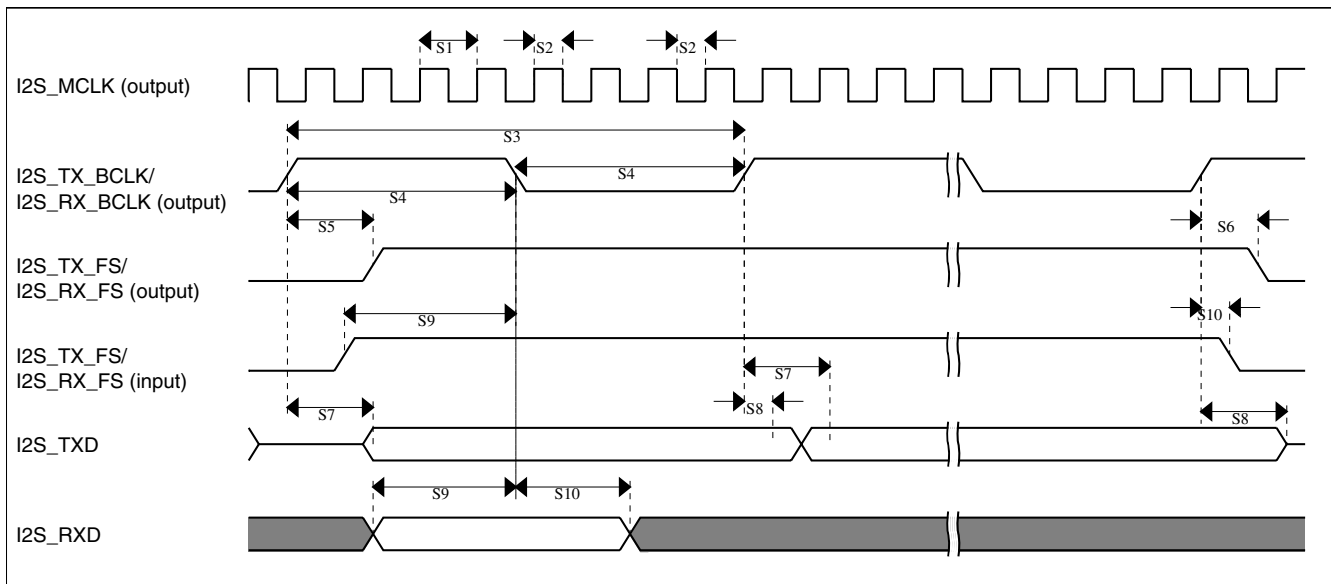 S1
S2
S2
I2S_MCLK (output)
S3
I2S_TX_BCLK/
I2S_RX_BCLK (output)
S4
S4
S5
S6
I2S_TX_FS/
I2S_RX_FS (output)
S9
S10
I2S_TX_FS/
I2S_RX_FS (input)
S7
S7
S8
S8
I2S_TXD
S9
S10
I2S_RXD